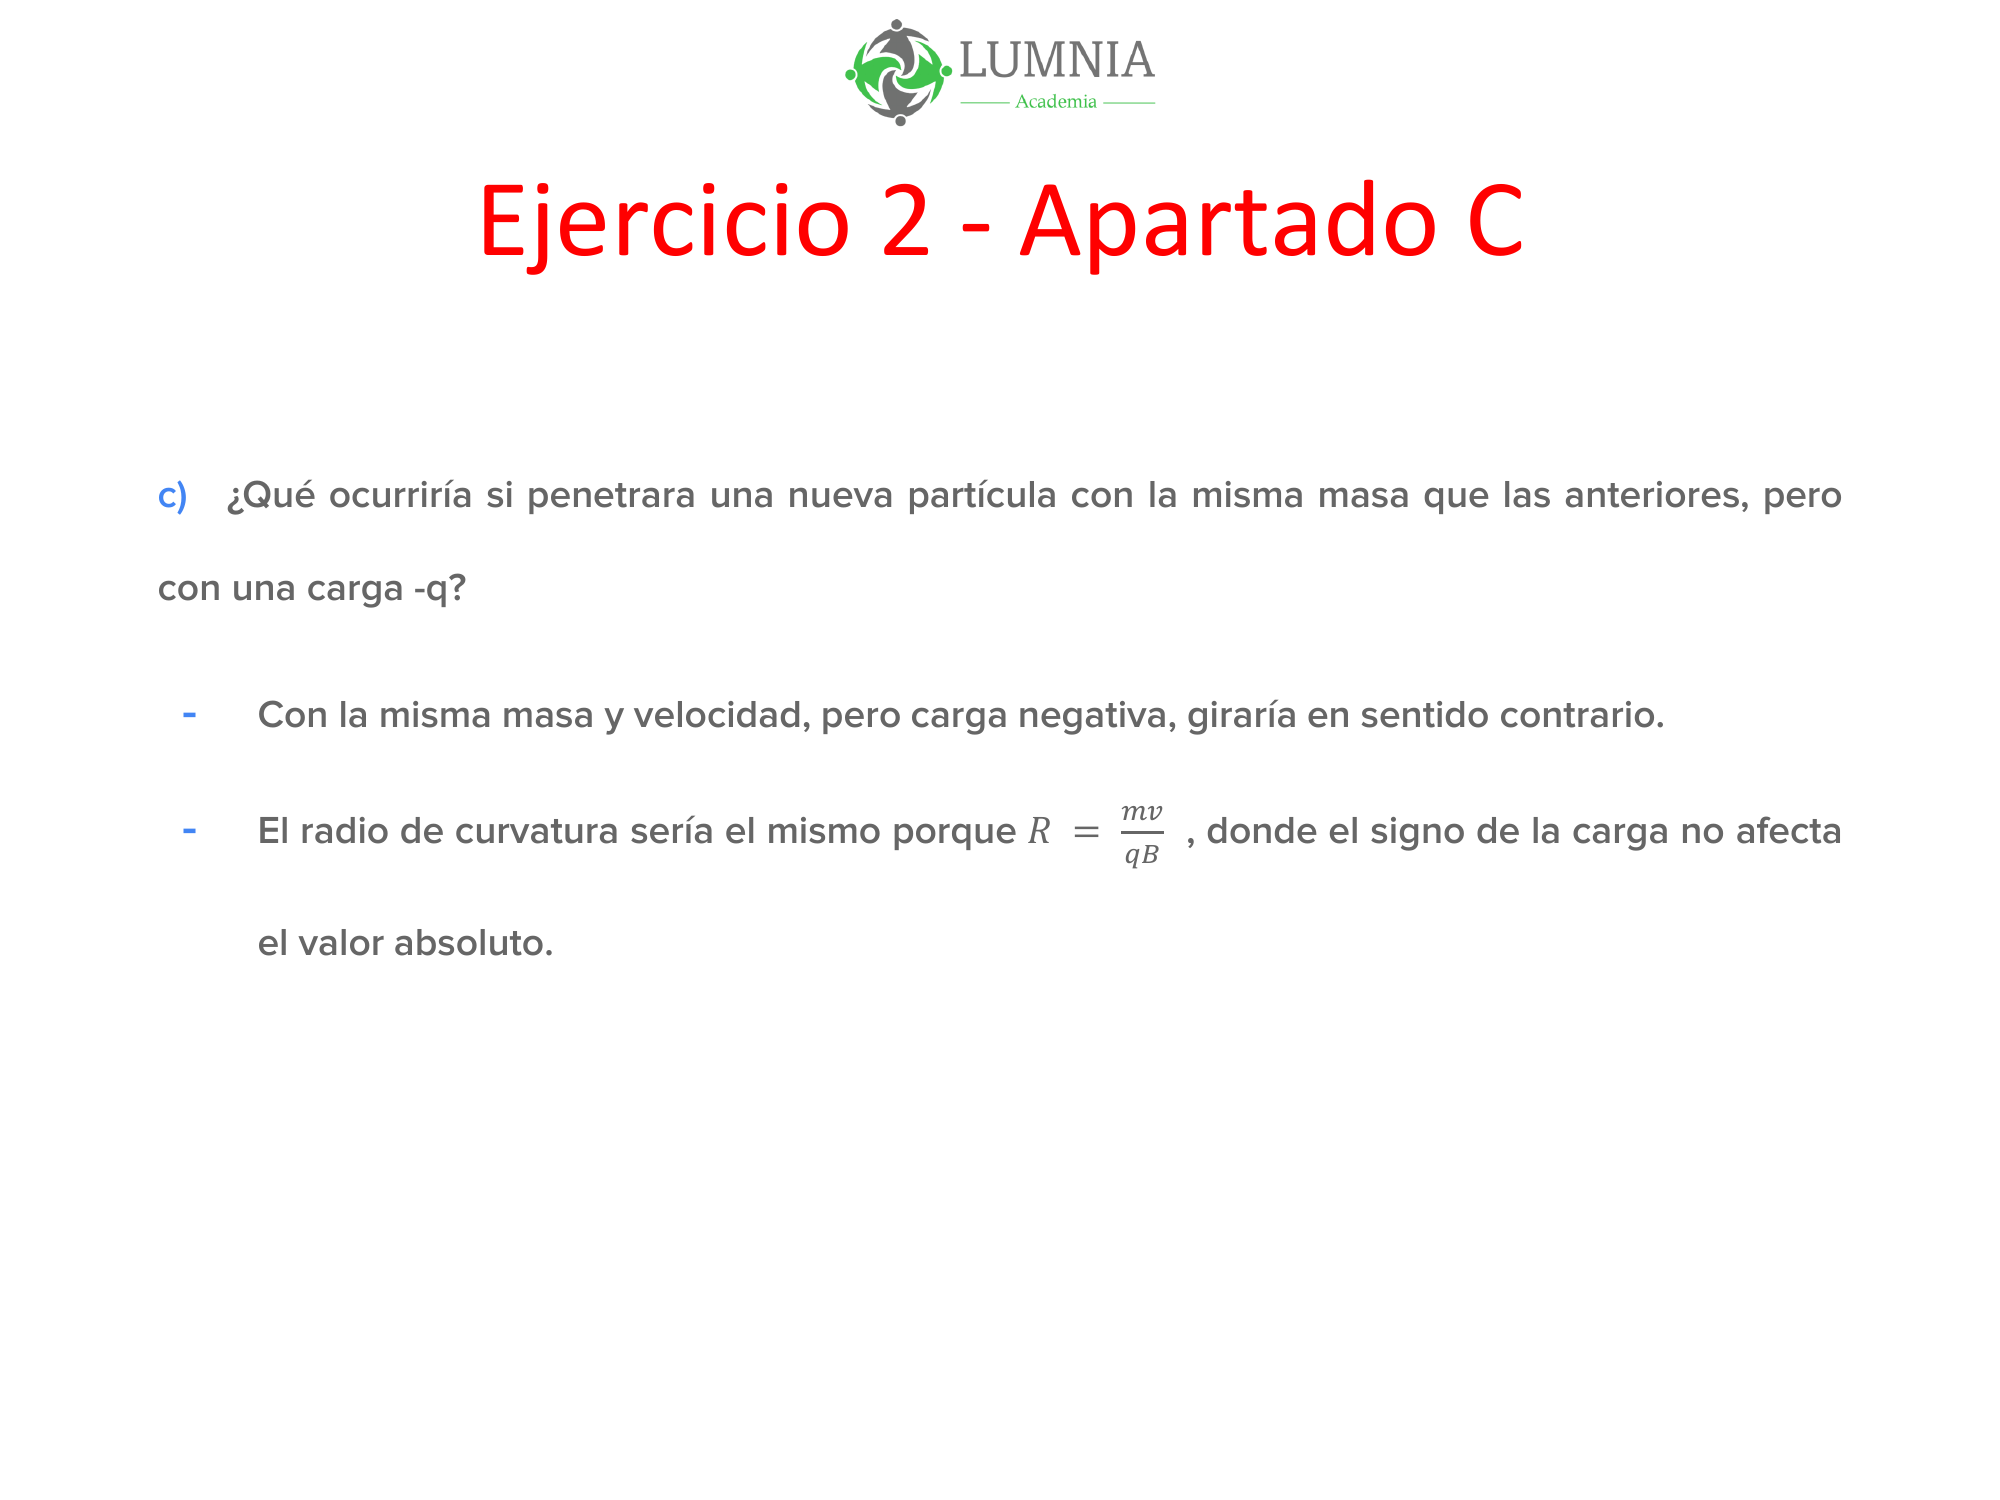 LUMNIA
Academia
Ejercicio 2 - Apartado C
c) ¿Qué ocurriría si penetrara una nueva partícula con la misma masa que las anteriores, pero
con una carga -q?
- Con la misma masa y velocidad, pero carga negativa, giraría en sentido contrario.
- El radio de curvatura sería el mismo porque R = mv/qB , donde el signo de la carga no afecta
el valor absoluto.